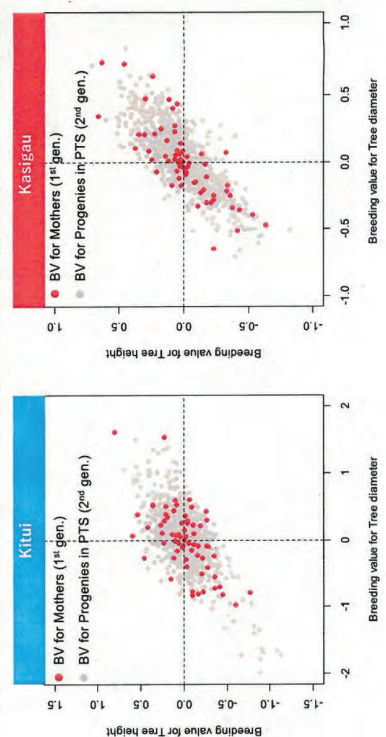 Kitui
BV for Mothers (1st gen.)
BV for Progenies in PTS (2nd gen.)
1.5
1.0
0.5
0.0
-0.5
-1.0
-1.5
Breeding value for Tree height
-2
-1
0
1
2
Breeding value for Tree diameter
Kasigau
BV for Mothers (1st gen.)
BV for Progenies in PTS (2nd gen.)
1.0
0.5
0.0
-0.5
-1.0
Breeding value for Tree height
-1.0
-0.5
0.0
0.5
1.0
Breeding value for Tree diameter